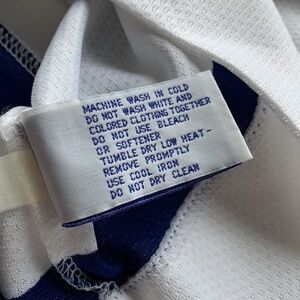 MACHINE WASH IN COLD
DO NOT WASH WHITE AND
COLORED CLOTHING TOGETHER
DO NOT USE BLEACH
OR SOFTENER
TUMBLE DRY LOW HEAT-
REMOVE PROMPTLY
USE COOL IRON
DO NOT DRY CLEAN